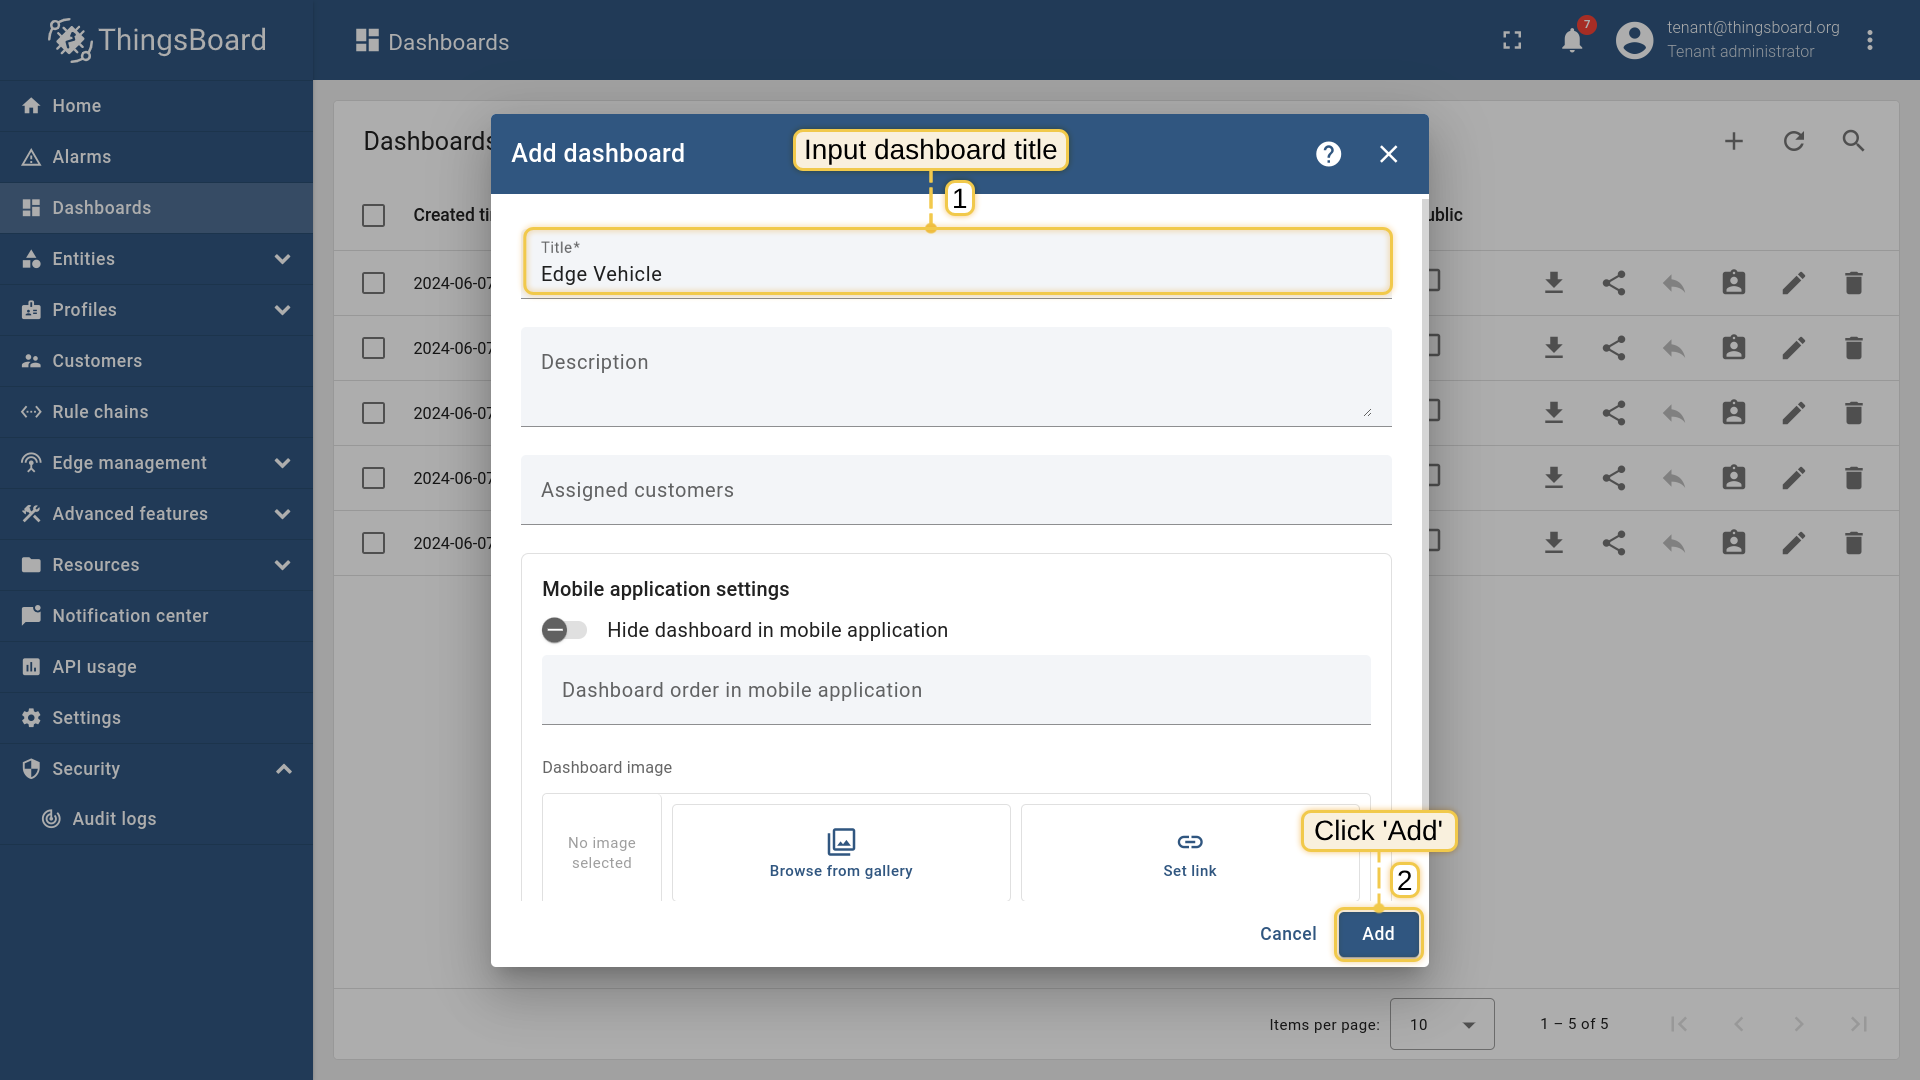 ThingsBoard
Dashboards
7
tenant@thingsboard.org
Tenant administrator
Home
Alarms
Dashboards
Entities
Profiles
Customers
Rule chains
Edge management
Advanced features
Resources
Notification center
API usage
Settings
Security
Audit logs
Dashboards
Created ti
ublic
2024-06-07
2024-06-07
2024-06-07
2024-06-07
2024-06-07
Add dashboard
Input dashboard title
1
Title*
Edge Vehicle
Description
Assigned customers
Mobile application settings
Hide dashboard in mobile application
Dashboard order in mobile application
Dashboard image
No image
selected
Browse from gallery
Set link
Click 'Add'
2
Cancel
Add
Items per page:
10
1 – 5 of 5